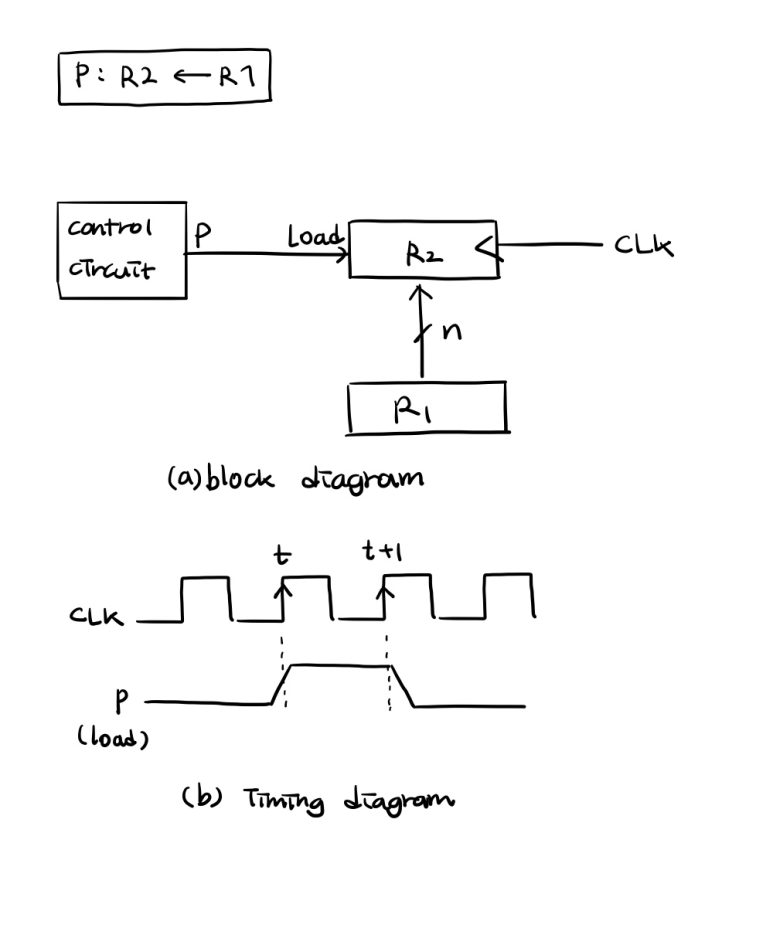 P: R2 ← R1
control
circuit
P
Load
R2
CLK
n
R1
(a) block diagram
t
t+1
CLK
P
(load)
(b) Timing diagram